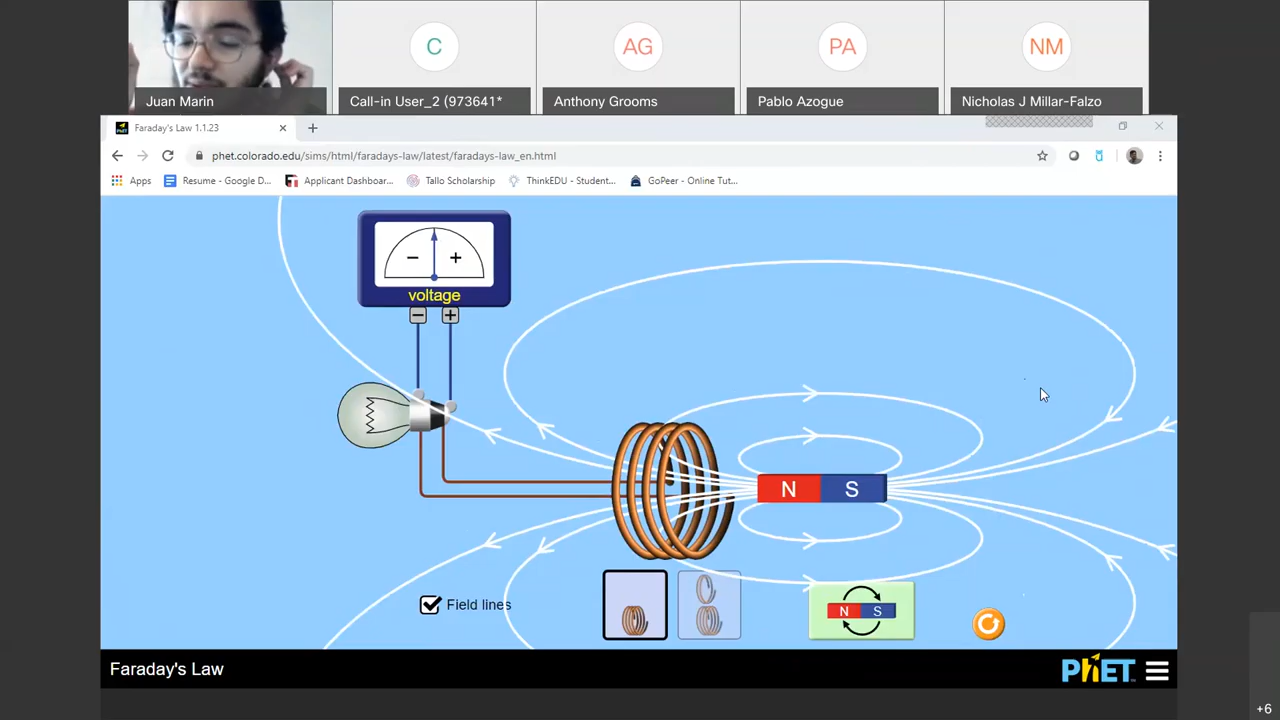 C
AG
PA
NM
Juan Marin
Call-in User_2 (973641*
Anthony Grooms
Pablo Azogue
Nicholas J Millar-Falzo
PhET
Faraday's Law 1.1.23
phet.colorado.edu/sims/html/faradays-law/latest/faradays-law_en.html
Apps
Resume - Google D...
Applicant Dashboar...
Tallo Scholarship
ThinkEDU - Student...
GoPeer - Online Tut...
− +
voltage
− +
N S
Field lines
N S
Faraday's Law
PhET
+6